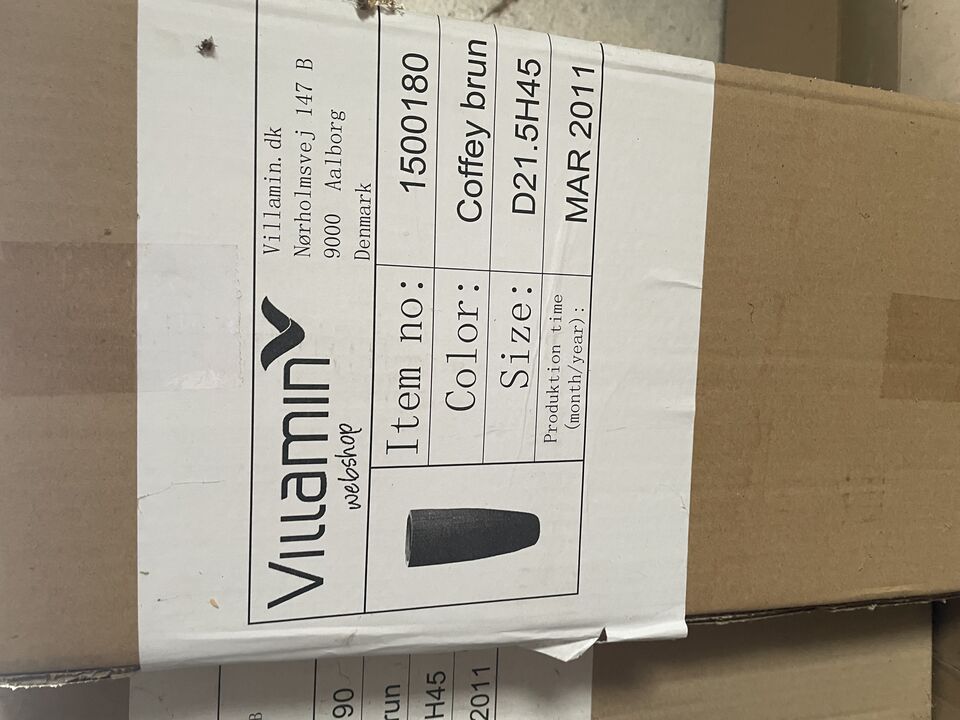 Villamin
webshop
Villamin.dk
Nørholmsvej 147 B
9000 Aalborg
Denmark
Item no: 1500180
Color: Coffey brun
Size: D21.5H45
Produktion time
(month/year): MAR 2011
B
90
run
H45
2011